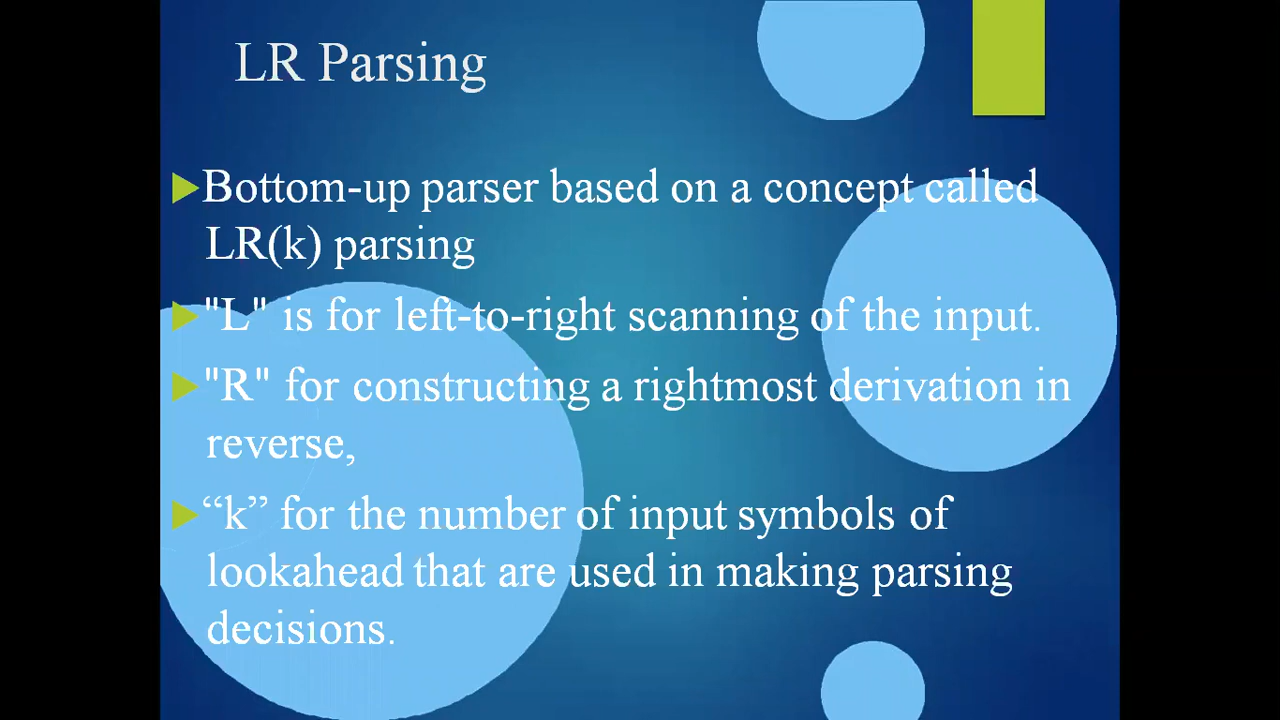 LR Parsing
Bottom-up parser based on a concept called
LR(k) parsing
"L" is for left-to-right scanning of the input.
"R" for constructing a rightmost derivation in
reverse,
“k” for the number of input symbols of
lookahead that are used in making parsing
decisions.